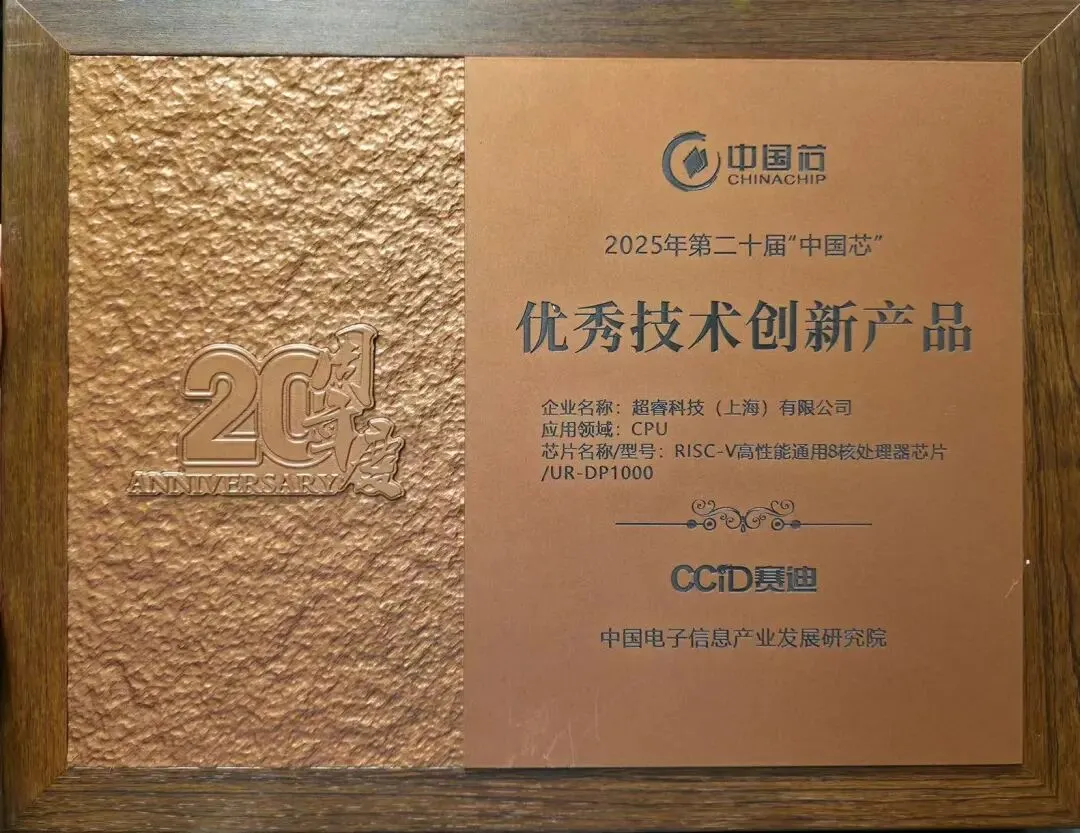 20周年度
ANNIVERSARY
中国芯
CHINACHIP
2025年第二十届“中国芯”
优秀技术创新产品
企业名称：超睿科技（上海）有限公司
应用领域：CPU
芯片名称/型号：RISC-V高性能通用8核处理器芯片
/UR-DP1000
CCID赛迪
中国电子信息产业发展研究院